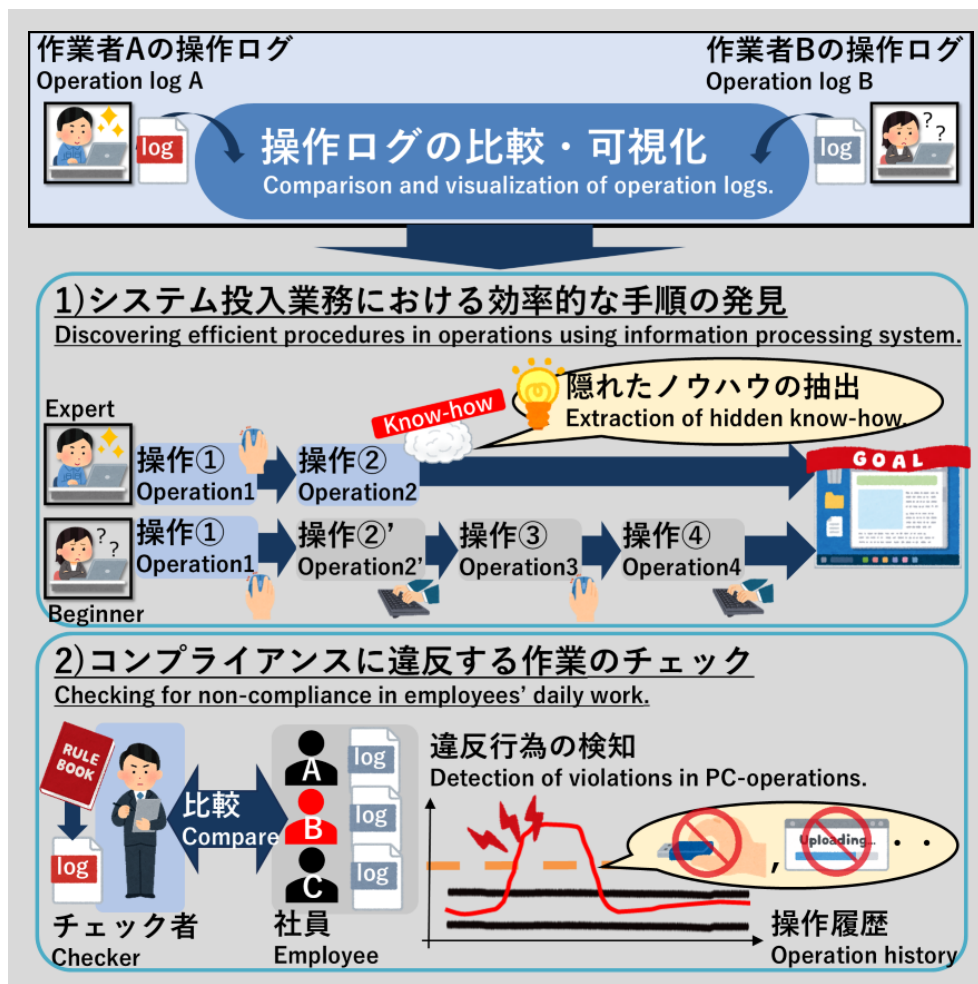 作業者Aの操作ログ
Operation log A
作業者Bの操作ログ
Operation log B
log
操作ログの比較・可視化
Comparison and visualization of operation logs.
log
? ?
1)システム投入業務における効率的な手順の発見
Discovering efficient procedures in operations using information processing system.
Expert
Know-how
隠れたノウハウの抽出
Extraction of hidden know-how.
操作①
Operation1
操作②
Operation2
GOAL
? ?
操作①
Operation1
操作②’
Operation2’
操作③
Operation3
操作④
Operation4
Beginner
2)コンプライアンスに違反する作業のチェック
Checking for non-compliance in employees’ daily work.
RULE
BOOK
log
チェック者
Checker
比較
Compare
A
log
B
log
C
log
社員
Employee
違反行為の検知
Detection of violations in PC-operations.
,
Uploading...
・・
操作履歴
Operation history